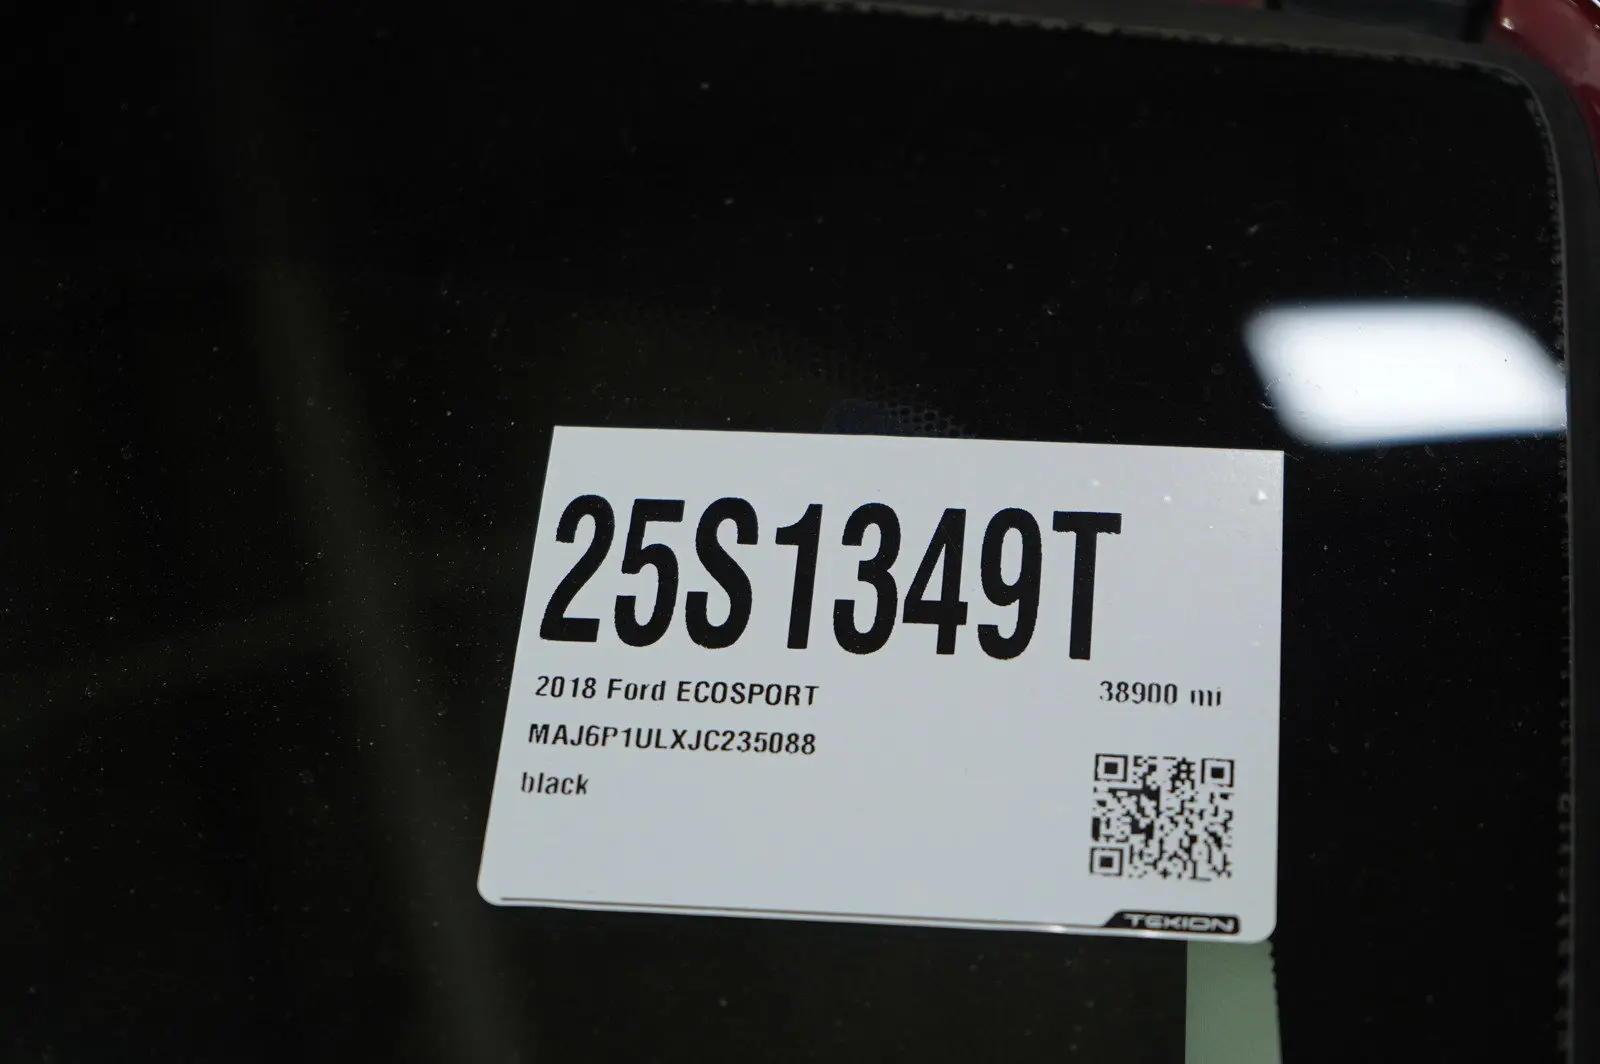 25S1349T
2018 Ford ECOSPORT 38900 mi
MAJ6P1ULXJC235088
black
TEKION